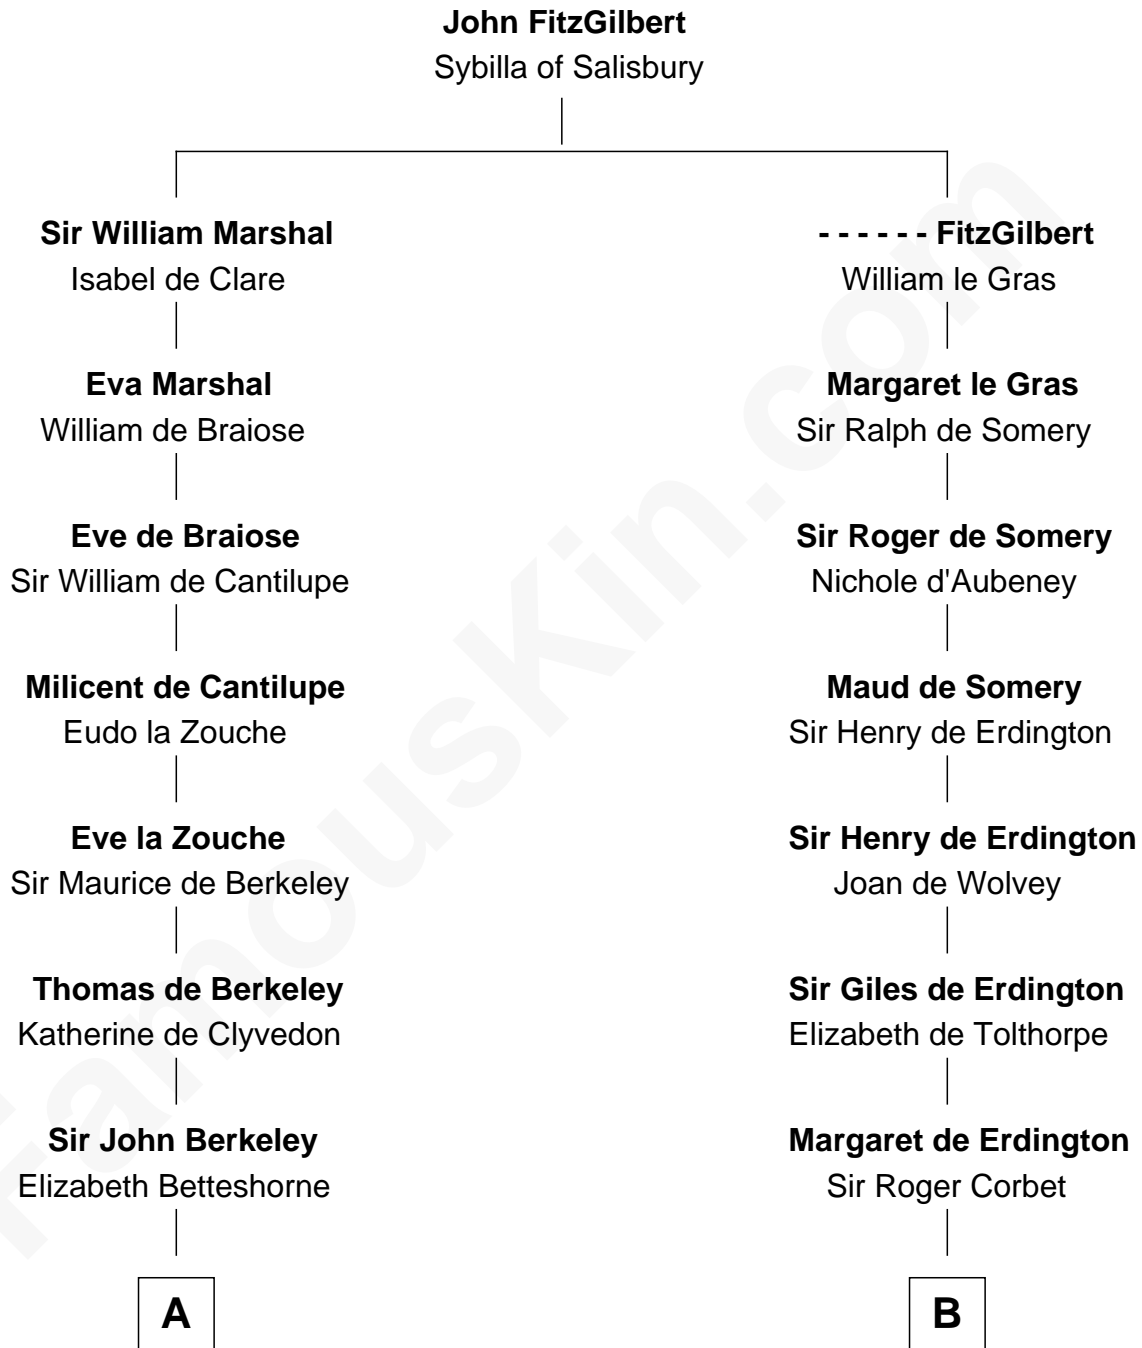 John FitzGilbert
Sybilla of Salisbury
Sir William Marshal
Isabel de Clare
Eva Marshal
William de Braiose
Eve de Braiose
Sir William de Cantilupe
Milicent de Cantilupe
Eudo la Zouche
Eve la Zouche
Sir Maurice de Berkeley
Thomas de Berkeley
Katherine de Clyvedon
Sir John Berkeley
Elizabeth Betteshorne
A
- - - - - - FitzGilbert
William le Gras
Margaret le Gras
Sir Ralph de Somery
Sir Roger de Somery
Nichole d'Aubeney
Maud de Somery
Sir Henry de Erdington
Sir Henry de Erdington
Joan de Wolvey
Sir Giles de Erdington
Elizabeth de Tolthorpe
Margaret de Erdington
Sir Roger Corbet
B
FamousKin.com